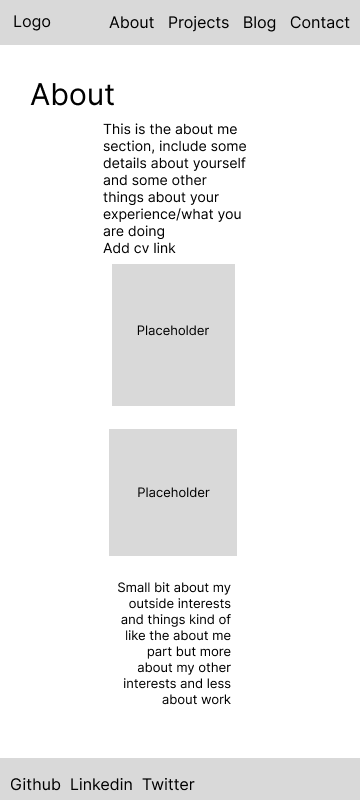 Logo About Projects Blog Contact
About
This is the about me
section, include some
details about yourself
and some other
things about your
experience/what you
are doing
Add cv link
Placeholder
Placeholder
Small bit about my
outside interests
and things kind of
like the about me
part but more
about my other
interests and less
about work
Github Linkedin Twitter